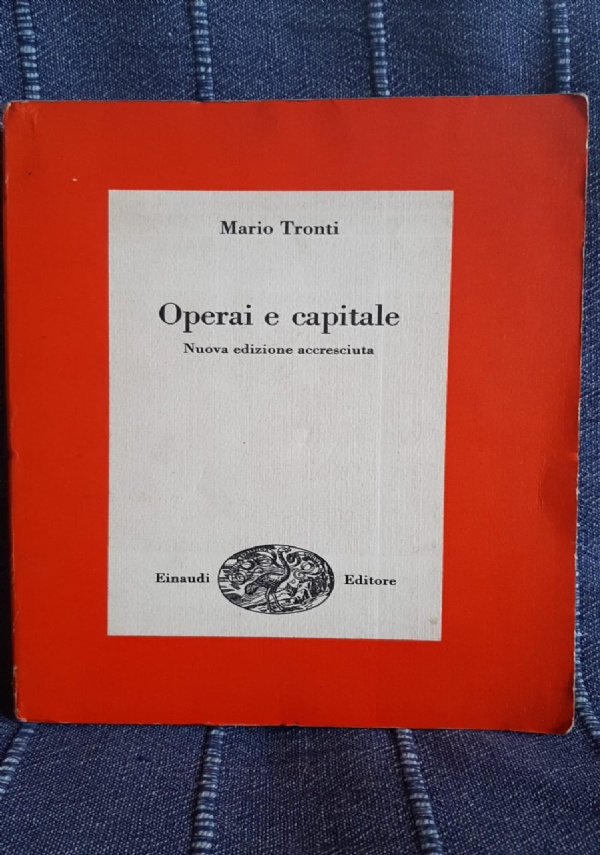 Mario Tronti
Operai e capitale
Nuova edizione accresciuta
Einaudi Editore